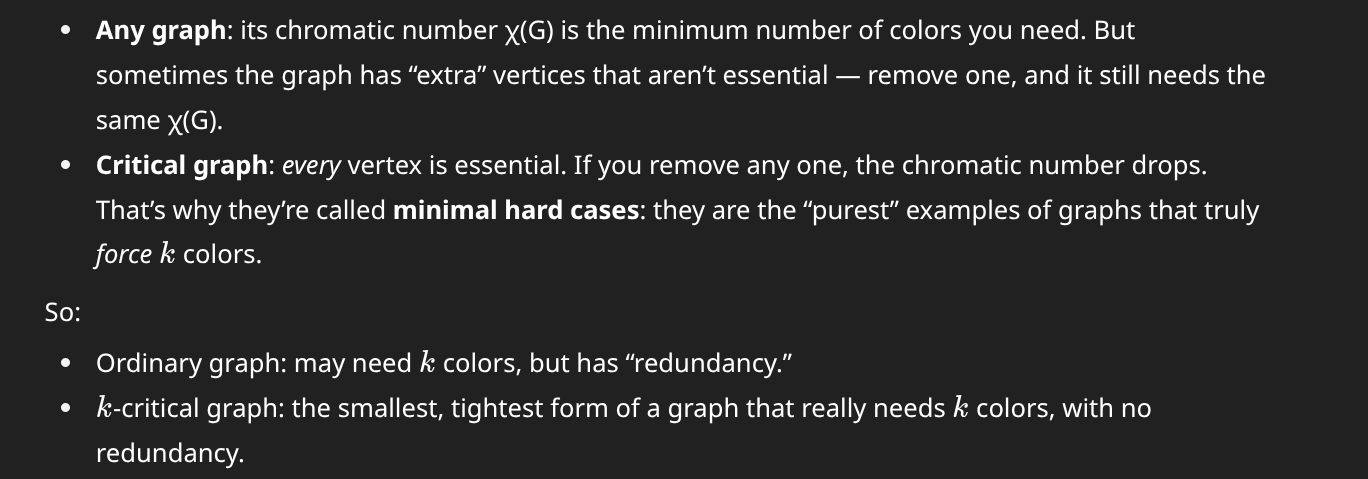 • Any graph: its chromatic number χ(G) is the minimum number of colors you need. But
sometimes the graph has “extra” vertices that aren’t essential — remove one, and it still needs the
same χ(G).
• Critical graph: every vertex is essential. If you remove any one, the chromatic number drops.
That’s why they’re called minimal hard cases: they are the “purest” examples of graphs that truly
force k colors.
So:
• Ordinary graph: may need k colors, but has “redundancy.”
• k-critical graph: the smallest, tightest form of a graph that really needs k colors, with no
redundancy.